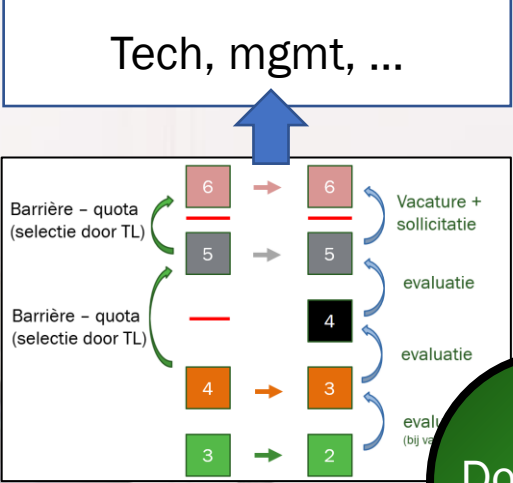 Tech, mgmt, ...
6
6
Barrière – quota
(selectie door TL)
Vacature +
sollicitatie
5
5
evaluatie
Barrière – quota
(selectie door TL)
4
evaluatie
4
3
(bij
3
2